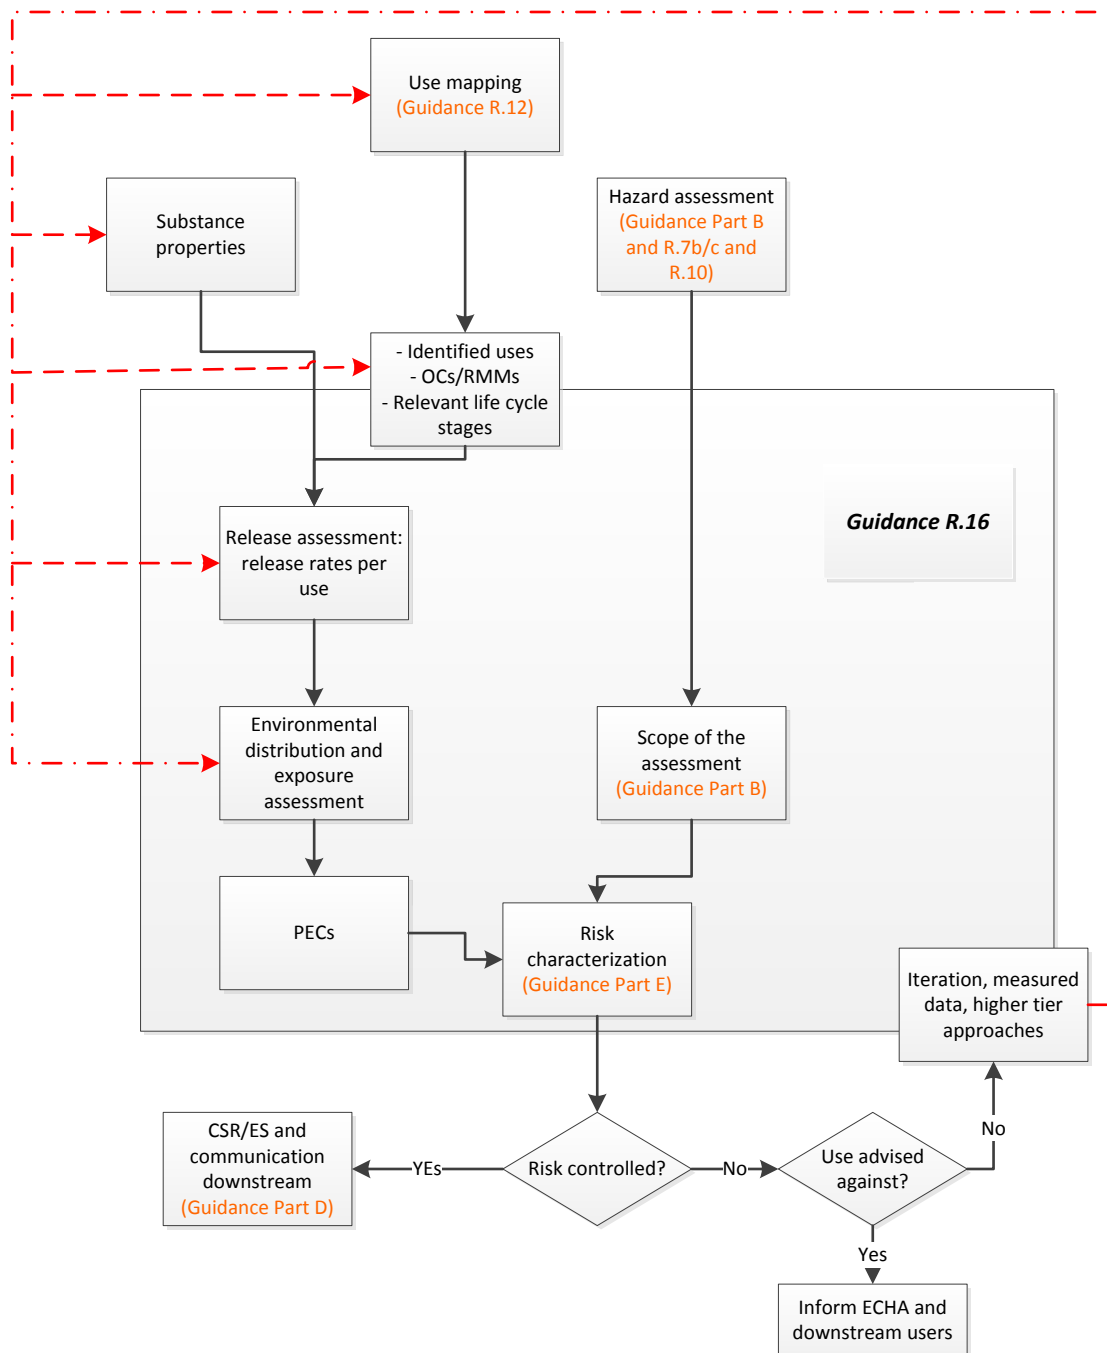 Use mapping
(Guidance R.12)
Substance
properties
Hazard assessment
(Guidance Part B
and R.7b/c and
R.10)
- Identified uses
- OCs/RMMs
- Relevant life cycle
stages
Guidance R.16
Release assessment:
release rates per
use
Environmental
distribution and
exposure
assessment
Scope of the
assessment
(Guidance Part B)
PECs
Risk
characterization
(Guidance Part E)
Iteration, measured
data, higher tier
approaches
CSR/ES and
communication
downstream
(Guidance Part D)
YEs
Risk controlled?
No
Use advised
against?
No
Yes
Inform ECHA and
downstream users